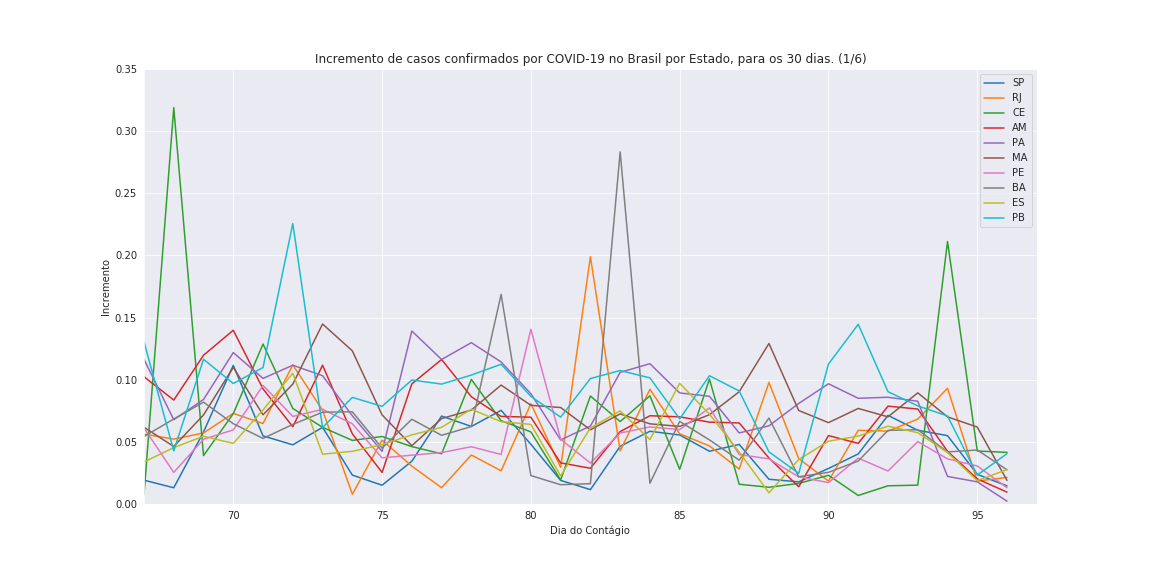 Incremento de casos confirmados por COVID-19 no Brasil por Estado, para os 30 dias. (1/6)
0.35
0.30
0.25
0.20
0.15
0.10
0.05
0.00
Incremento
SP
RJ
CE
AM
PA
MA
PE
BA
ES
PB
70 75 80 85 90 95
Dia do Contágio